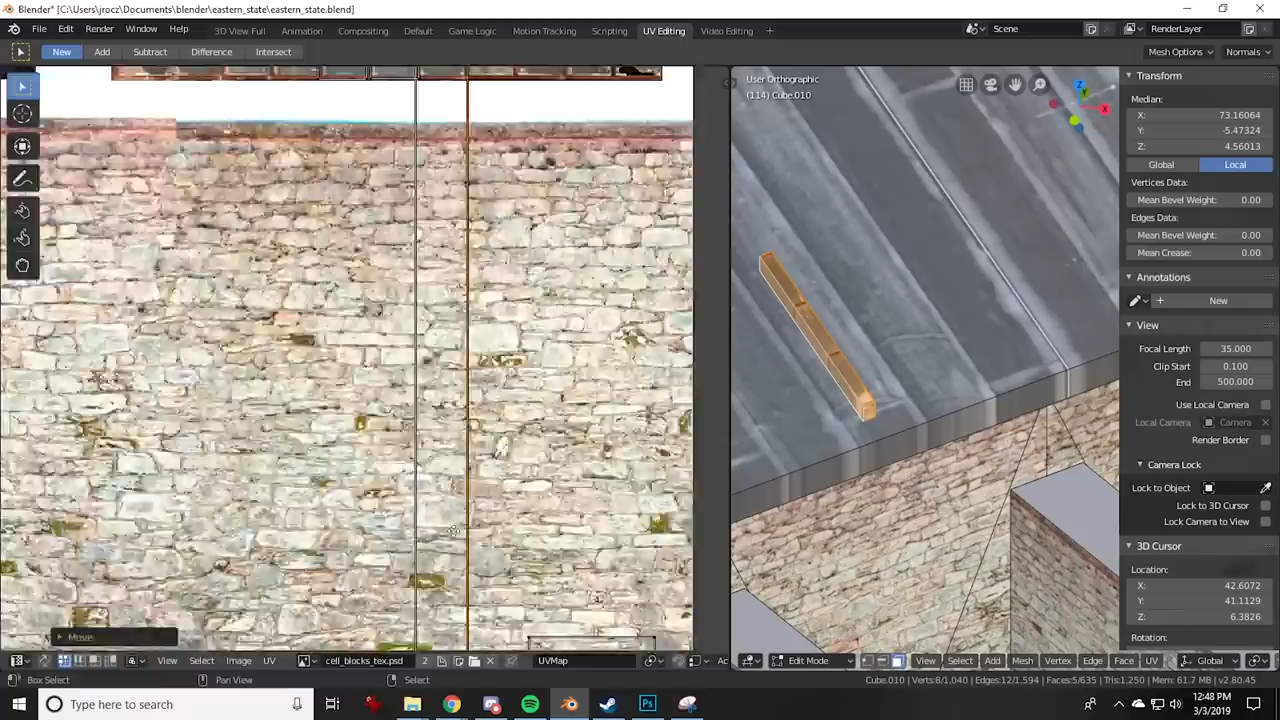 Blender* [C:\Users\jrocz\Documents\blender\eastern_state\eastern_state.blend]
File Edit Render Window Help 3D View Full Animation Compositing Default Game Logic Motion Tracking Scripting UV Editing Video Editing Scene RenderLayer
New Add Subtract Difference Intersect Mesh Options Normals
User Orthographic
(114) Cube.010
Z
Y
X
Transform
Median:
X: 73.16064
Y: -5.47324
Z: 4.56013
Global Local
Vertices Data:
Mean Bevel Weight: 0.00
Edges Data:
Mean Bevel Weight: 0.00
Mean Crease: 0.00
Annotations
New
View
Focal Length 35.000
Clip Start 0.100
End 500.000
Use Local Camera
Local Camera Camera
Render Border
Camera Lock
Lock to Object
Lock to 3D Cursor
Lock Camera to View
3D Cursor
Location:
X: 42.6072
Y: 41.1129
Z: 6.3826
Rotation:
Move
View Select Image UV cell_blocks_tex.psd 2 UVMap Ac Edit Mode View Select Add Mesh Vertex Edge Face UV Global
Box Select Pan View Select Cube.010 | Verts:8/1,040 | Edges:12/1,594 | Faces:5/635 | Tris:1,250 | Mem: 61.7 MB | v2.80.45
Type here to search
Ps
12:48 PM
3/3/2019